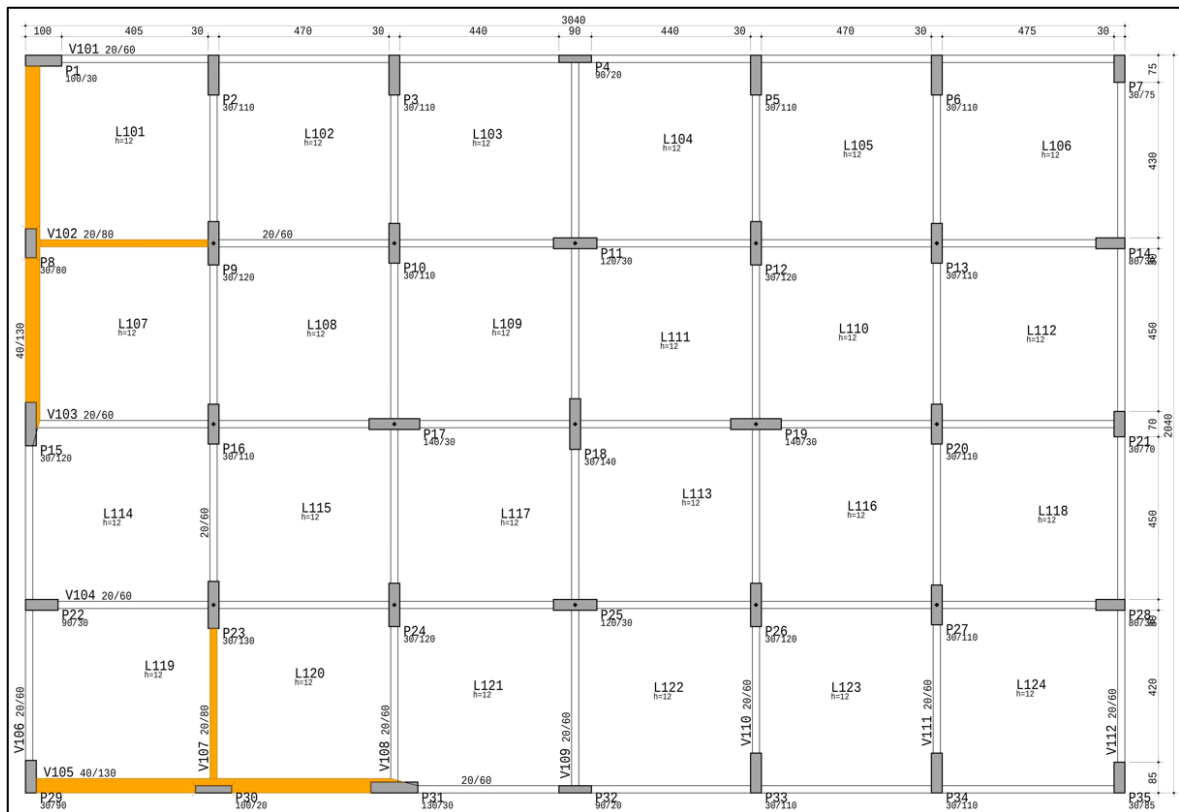 3040
100 405 30 470 30 440 90 440 30 470 30 475 30
V101 20/60
P1
100/30
P2
30/110
P3
30/110
P4
90/20
P5
30/110
P6
30/110
P7
30/75
75
L101
h=12
L102
h=12
L103
h=12
L104
h=12
L105
h=12
L106
h=12
430
V102 20/80
20/60
P8
30/80
P9
30/120
P10
30/110
P11
120/30
P12
30/120
P13
30/110
P14
80/30
L107
h=12
L108
h=12
L109
h=12
L111
h=12
L110
h=12
L112
h=12
40/130
450
V103 20/60
P15
30/120
P16
30/110
P17
140/30
P18
30/140
P19
140/30
P20
30/110
P21
30/70
70
2040
L114
h=12
L115
h=12
L117
h=12
L113
h=12
L116
h=12
L118
h=12
20/60
450
V104 20/60
P22
90/30
P23
30/130
P24
30/120
P25
120/30
P26
30/120
P27
30/110
P28
80/30
L119
h=12
L120
h=12
L121
h=12
L122
h=12
L123
h=12
L124
h=12
420
V106 20/60
V107 20/80
V108 20/60
V109 20/60
V110 20/60
V111 20/60
V112 20/60
V105 40/130
20/60
85
P29
30/90
P30
100/20
P31
130/30
P32
90/20
P33
30/110
P34
30/110
P35
30/85